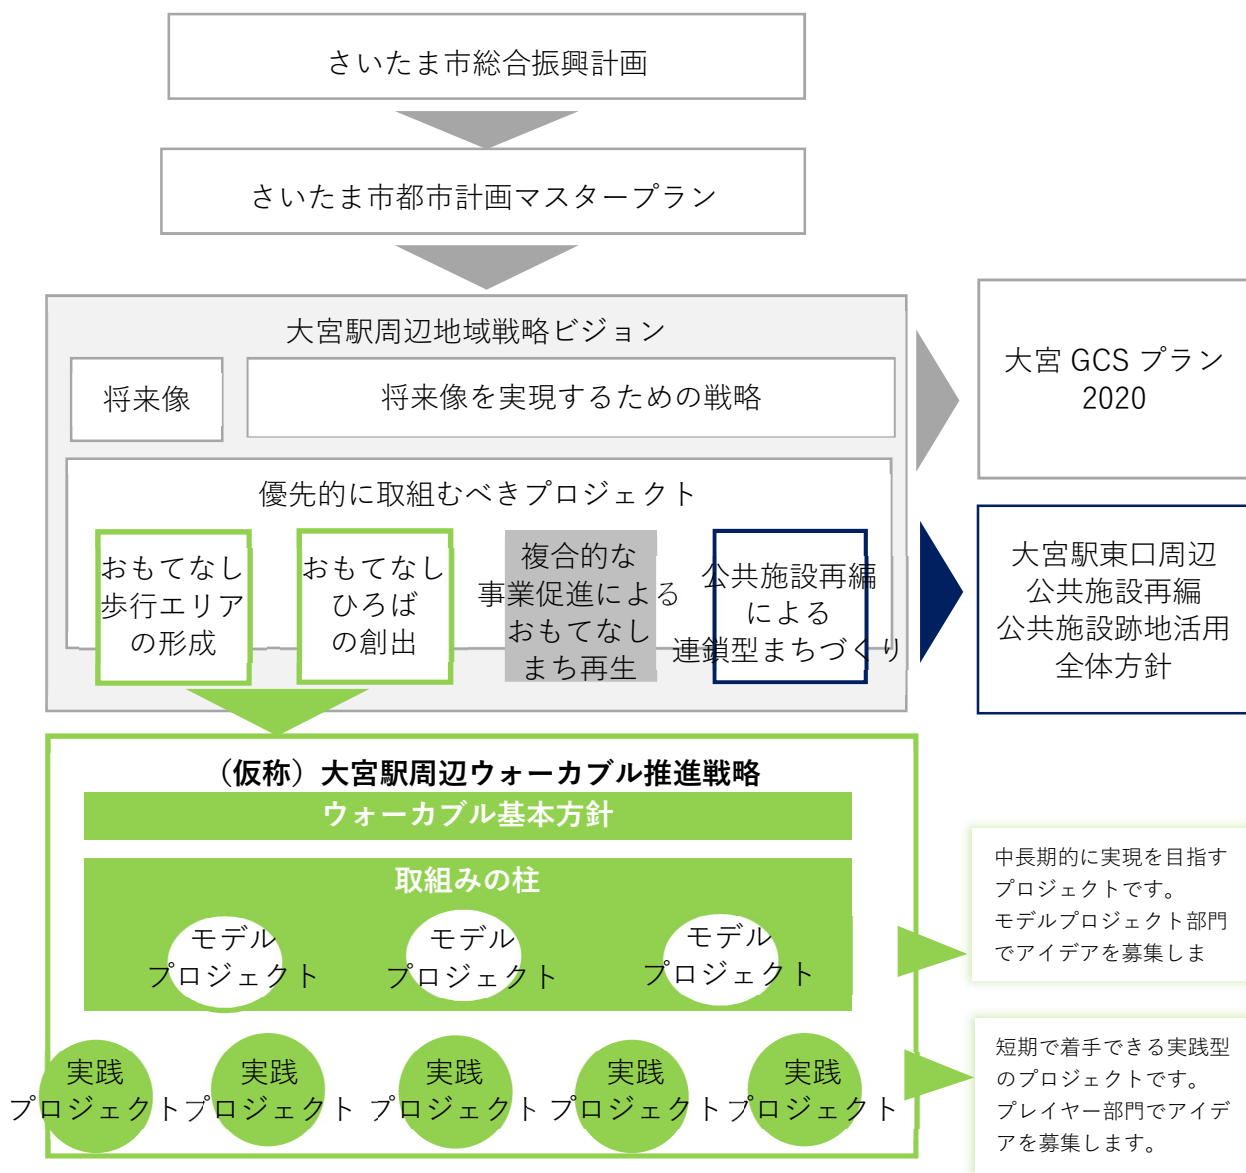 さいたま市総合振興計画
さいたま市都市計画マスタープラン
大宮駅周辺地域戦略ビジョン
将来像
将来像を実現するための戦略
優先的に取組むべきプロジェクト
おもてなし
歩行エリア
の形成
おもてなし
ひろば
の創出
複合的な
事業促進による
おもてなし
まち再生
公共施設再編
による
連鎖型まちづくり
大宮 GCS プラン
2020
大宮駅東口周辺
公共施設再編
公共施設跡地活用
全体方針
（仮称）大宮駅周辺ウォーカブル推進戦略
ウォーカブル基本方針
取組みの柱
モデル
プロジェクト
モデル
プロジェクト
モデル
プロジェクト
実践
プロジェクト
実践
プロジェクト
実践
プロジェクト
実践
プロジェクト
実践
プロジェクト
中長期的に実現を目指す
プロジェクトです。
モデルプロジェクト部門
でアイデアを募集しま
短期で着手できる実践型
のプロジェクトです。
プレイヤー部門でアイデ
アを募集します。